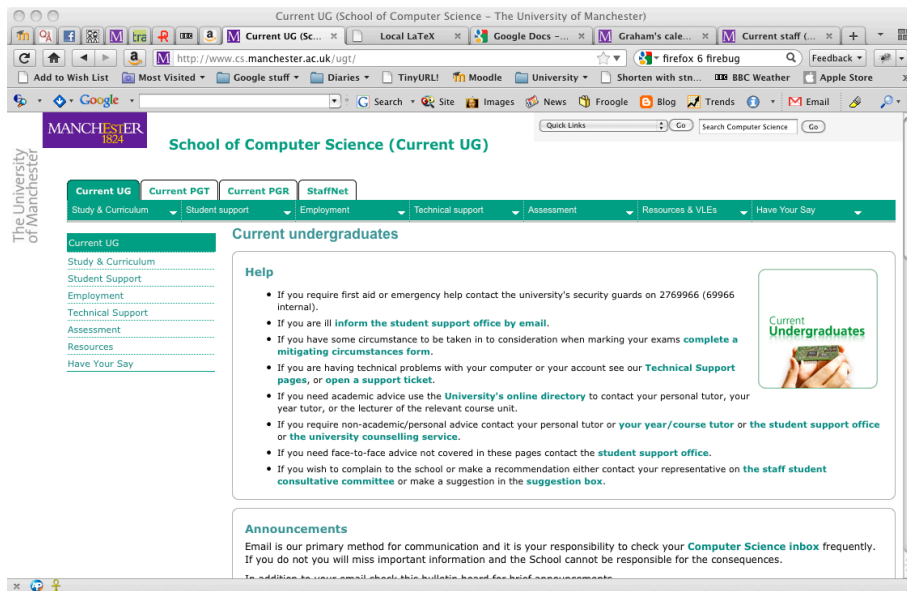 Current UG (School of Computer Science – The University of Manchester)
Current UG (Sc... × Local LaTeX × Google Docs –... × Graham's cale... × Current staff (... × +
http://www.cs.manchester.ac.uk/ugt/ firefox 6 firebug Feedback ▾
Add to Wish List Most Visited ▾ Google stuff ▾ Diaries ▾ TinyURL! Moodle University ▾ Shorten with stn... BBC Weather Apple Store
Google Search Site Images News Froogle Blog Trends Email
MANCHESTER
1824
The University
of Manchester
School of Computer Science (Current UG)
Quick Links Go Search Computer Science Go
Current UG Current PGT Current PGR StaffNet
Study & Curriculum Student support Employment Technical support Assessment Resources & VLEs Have Your Say
Current UG
Study & Curriculum
Student Support
Employment
Technical Support
Assessment
Resources
Have Your Say
Current undergraduates
Help
• If you require first aid or emergency help contact the university's security guards on 2769966 (69966
internal).
• If you are ill inform the student support office by email.
• If you have some circumstance to be taken in to consideration when marking your exams complete a
mitigating circumstances form.
• If you are having technical problems with your computer or your account see our Technical Support
pages, or open a support ticket.
• If you need academic advice use the University's online directory to contact your personal tutor, your
year tutor, or the lecturer of the relevant course unit.
• If you require non-academic/personal advice contact your personal tutor or your year/course tutor or the student support office
or the university counselling service.
• If you need face-to-face advice not covered in these pages contact the student support office.
• If you wish to complain to the school or make a recommendation either contact your representative on the staff student
consultative committee or make a suggestion in the suggestion box.
Current
Undergraduates
Announcements
Email is our primary method for communication and it is your responsibility to check your Computer Science inbox frequently.
If you do not you will miss important information and the School cannot be responsible for the consequences.
In addition to your email check this bulletin board for brief announcements